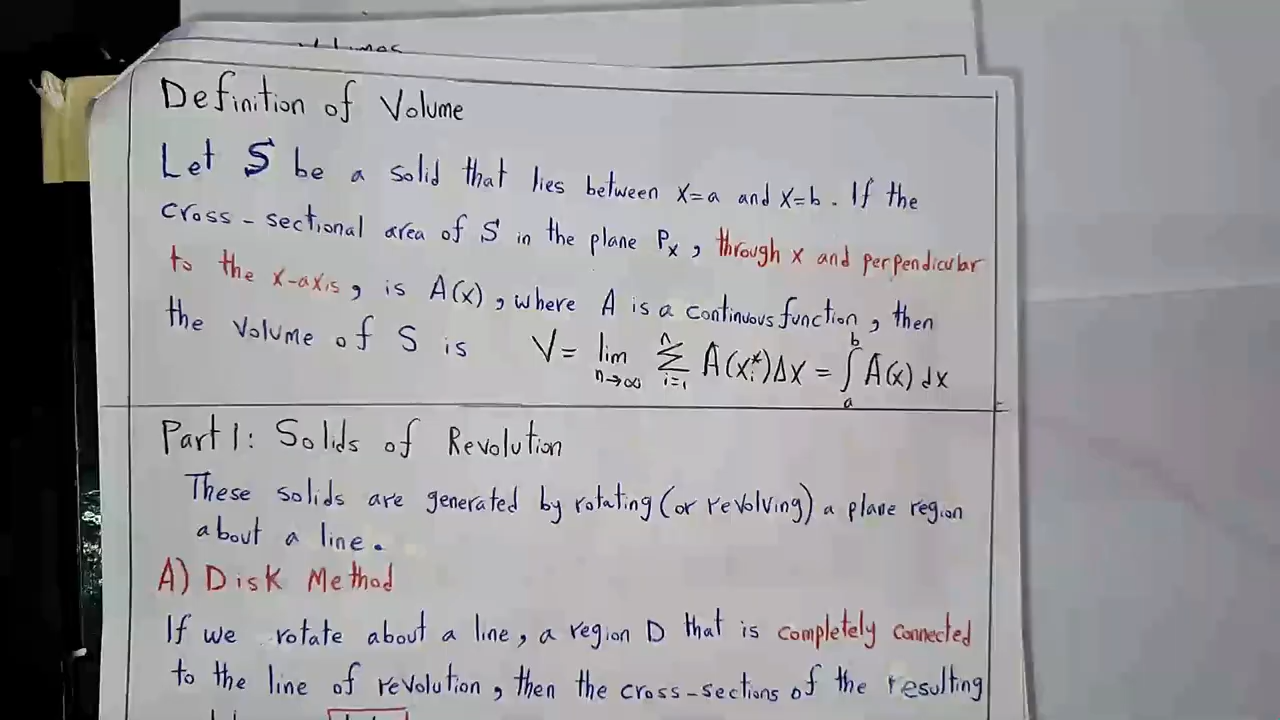 Definition of Volume
Let S be a solid that lies between x=a and x=b. If the
cross-sectional area of S in the plane Pₓ, through x and perpendicular
to the x-axis, is A(x), where A is a continuous function, then
the volume of S is V = lim n→∞ Σ i=1 n A(xᵢ*)Δx = ∫ₐᵇ A(x) dx
Part 1: Solids of Revolution
These solids are generated by rotating (or revolving) a plane region
about a line.
A) Disk Method
If we rotate about a line, a region D that is completely connected
to the line of revolution, then the cross-sections of the resulting